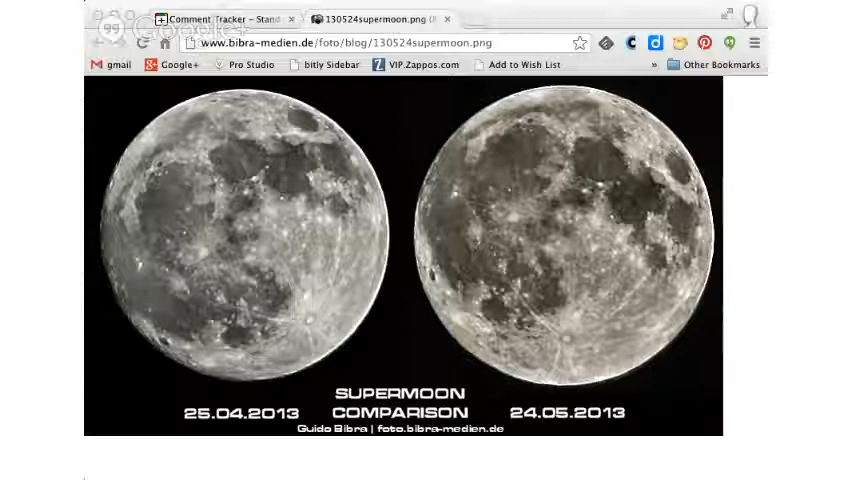 Google+
Comment Tracker - Stand
130524supermoon.png
www.bibra-medien.de/foto/blog/130524supermoon.png
gmail
Google+
Pro Studio
bitly Sidebar
VIP.Zappos.com
Add to Wish List
»
Other Bookmarks
SUPERMOON
25.04.2013 COMPARISON 24.05.2013
Guido Bibra | foto.bibra-medien.de